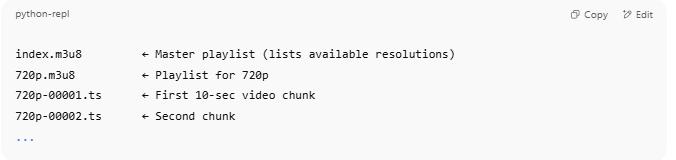 python-repl
Copy Edit
index.m3u8 ← Master playlist (lists available resolutions)
720p.m3u8 ← Playlist for 720p
720p-00001.ts ← First 10-sec video chunk
720p-00002.ts ← Second chunk
...